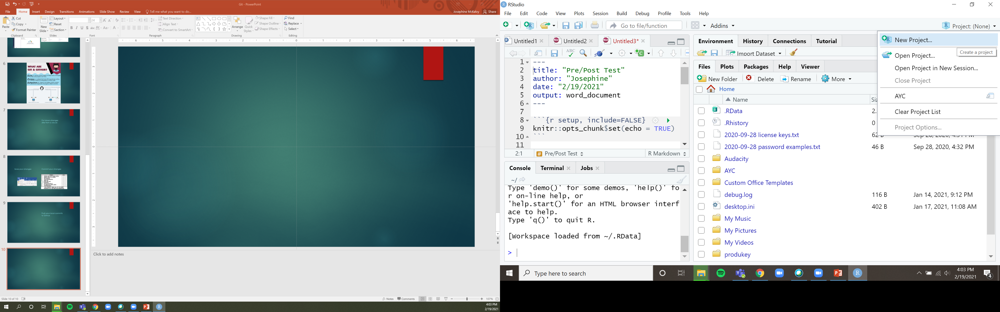 Git - PowerPoint
File Home Insert Design Transitions Animations Slide Show Review View Tell me what you want to do...
Josephine McKelvy Share
Paste Cut
Copy
Format Painter
Clipboard
New Slide Layout
Reset
Section
Slides
24
Font
Text Direction
Align Text
Convert to SmartArt
Paragraph
Arrange Quick Styles
Shape Fill
Shape Outline
Shape Effects
Drawing
Find
Replace
Select
Editing
6
WHAT ARE
GIT & GITHUB?
7
Pull down changes
(like from a cloud)
8
Save your changes Commit your changes
9
Push your local commits
to GitHub
10
Click to add notes
Slide 10 of 10
Notes Comments 107%
4:03 PM
2/19/2021
RStudio
File Edit Code View Plots Session Build Debug Profile Tools Help
Go to file/function Addins
Project: (None)
Untitled1 Untitled2 Untitled3*
ABC
1 ---
2 title: "Pre/Post Test"
3 author: "Josephine"
4 date: "2/19/2021"
5 output: word_document
6 ---
7
8 ```{r setup, include=FALSE}
9 knitr::opts_chunk$set(echo = TRUE)
10 ```
11
2:1 # Pre/Post Test R Markdown
Console Terminal Jobs
~/
Type 'demo()' for some demos, 'help()' fo
r on-line help, or
'help.start()' for an HTML browser interf
ace to help.
Type 'q()' to quit R.
[Workspace loaded from ~/.RData]
>
Environment History Connections Tutorial
Import Dataset
Files Plots Packages Help Viewer
New Folder Delete Rename More
Home
Name
.RData 2.
.Rhistory 0
2020-09-28 license keys.txt
2020-09-28 password examples.txt 46 B Sep 28, 2020, 4:32 PM
Audacity
AYC
Custom Office Templates
debug.log 116 B Jan 14, 2021, 9:12 PM
desktop.ini 402 B Jan 17, 2021, 11:08 AM
My Music
My Pictures
My Videos
produkey
New Project...
Create a project
Open Project...
Open Project in New Session...
Close Project
AYC
Clear Project List
Project Options...
Type here to search
4:03 PM
2/19/2021
4